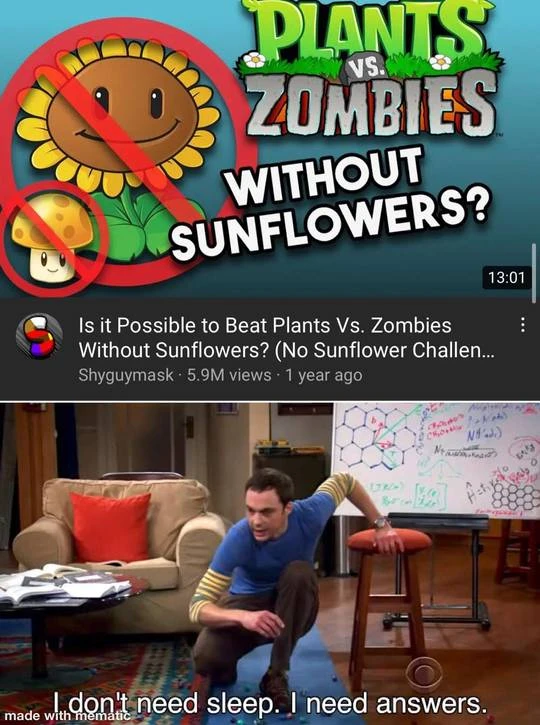 PLANTS
VS.
ZOMBIES
WITHOUT
SUNFLOWERS?
13:01
Is it Possible to Beat Plants Vs. Zombies
Without Sunflowers? (No Sunflower Challen...
Shyguymask · 5.9M views · 1 year ago
I don't need sleep. I need answers.
made with mematic